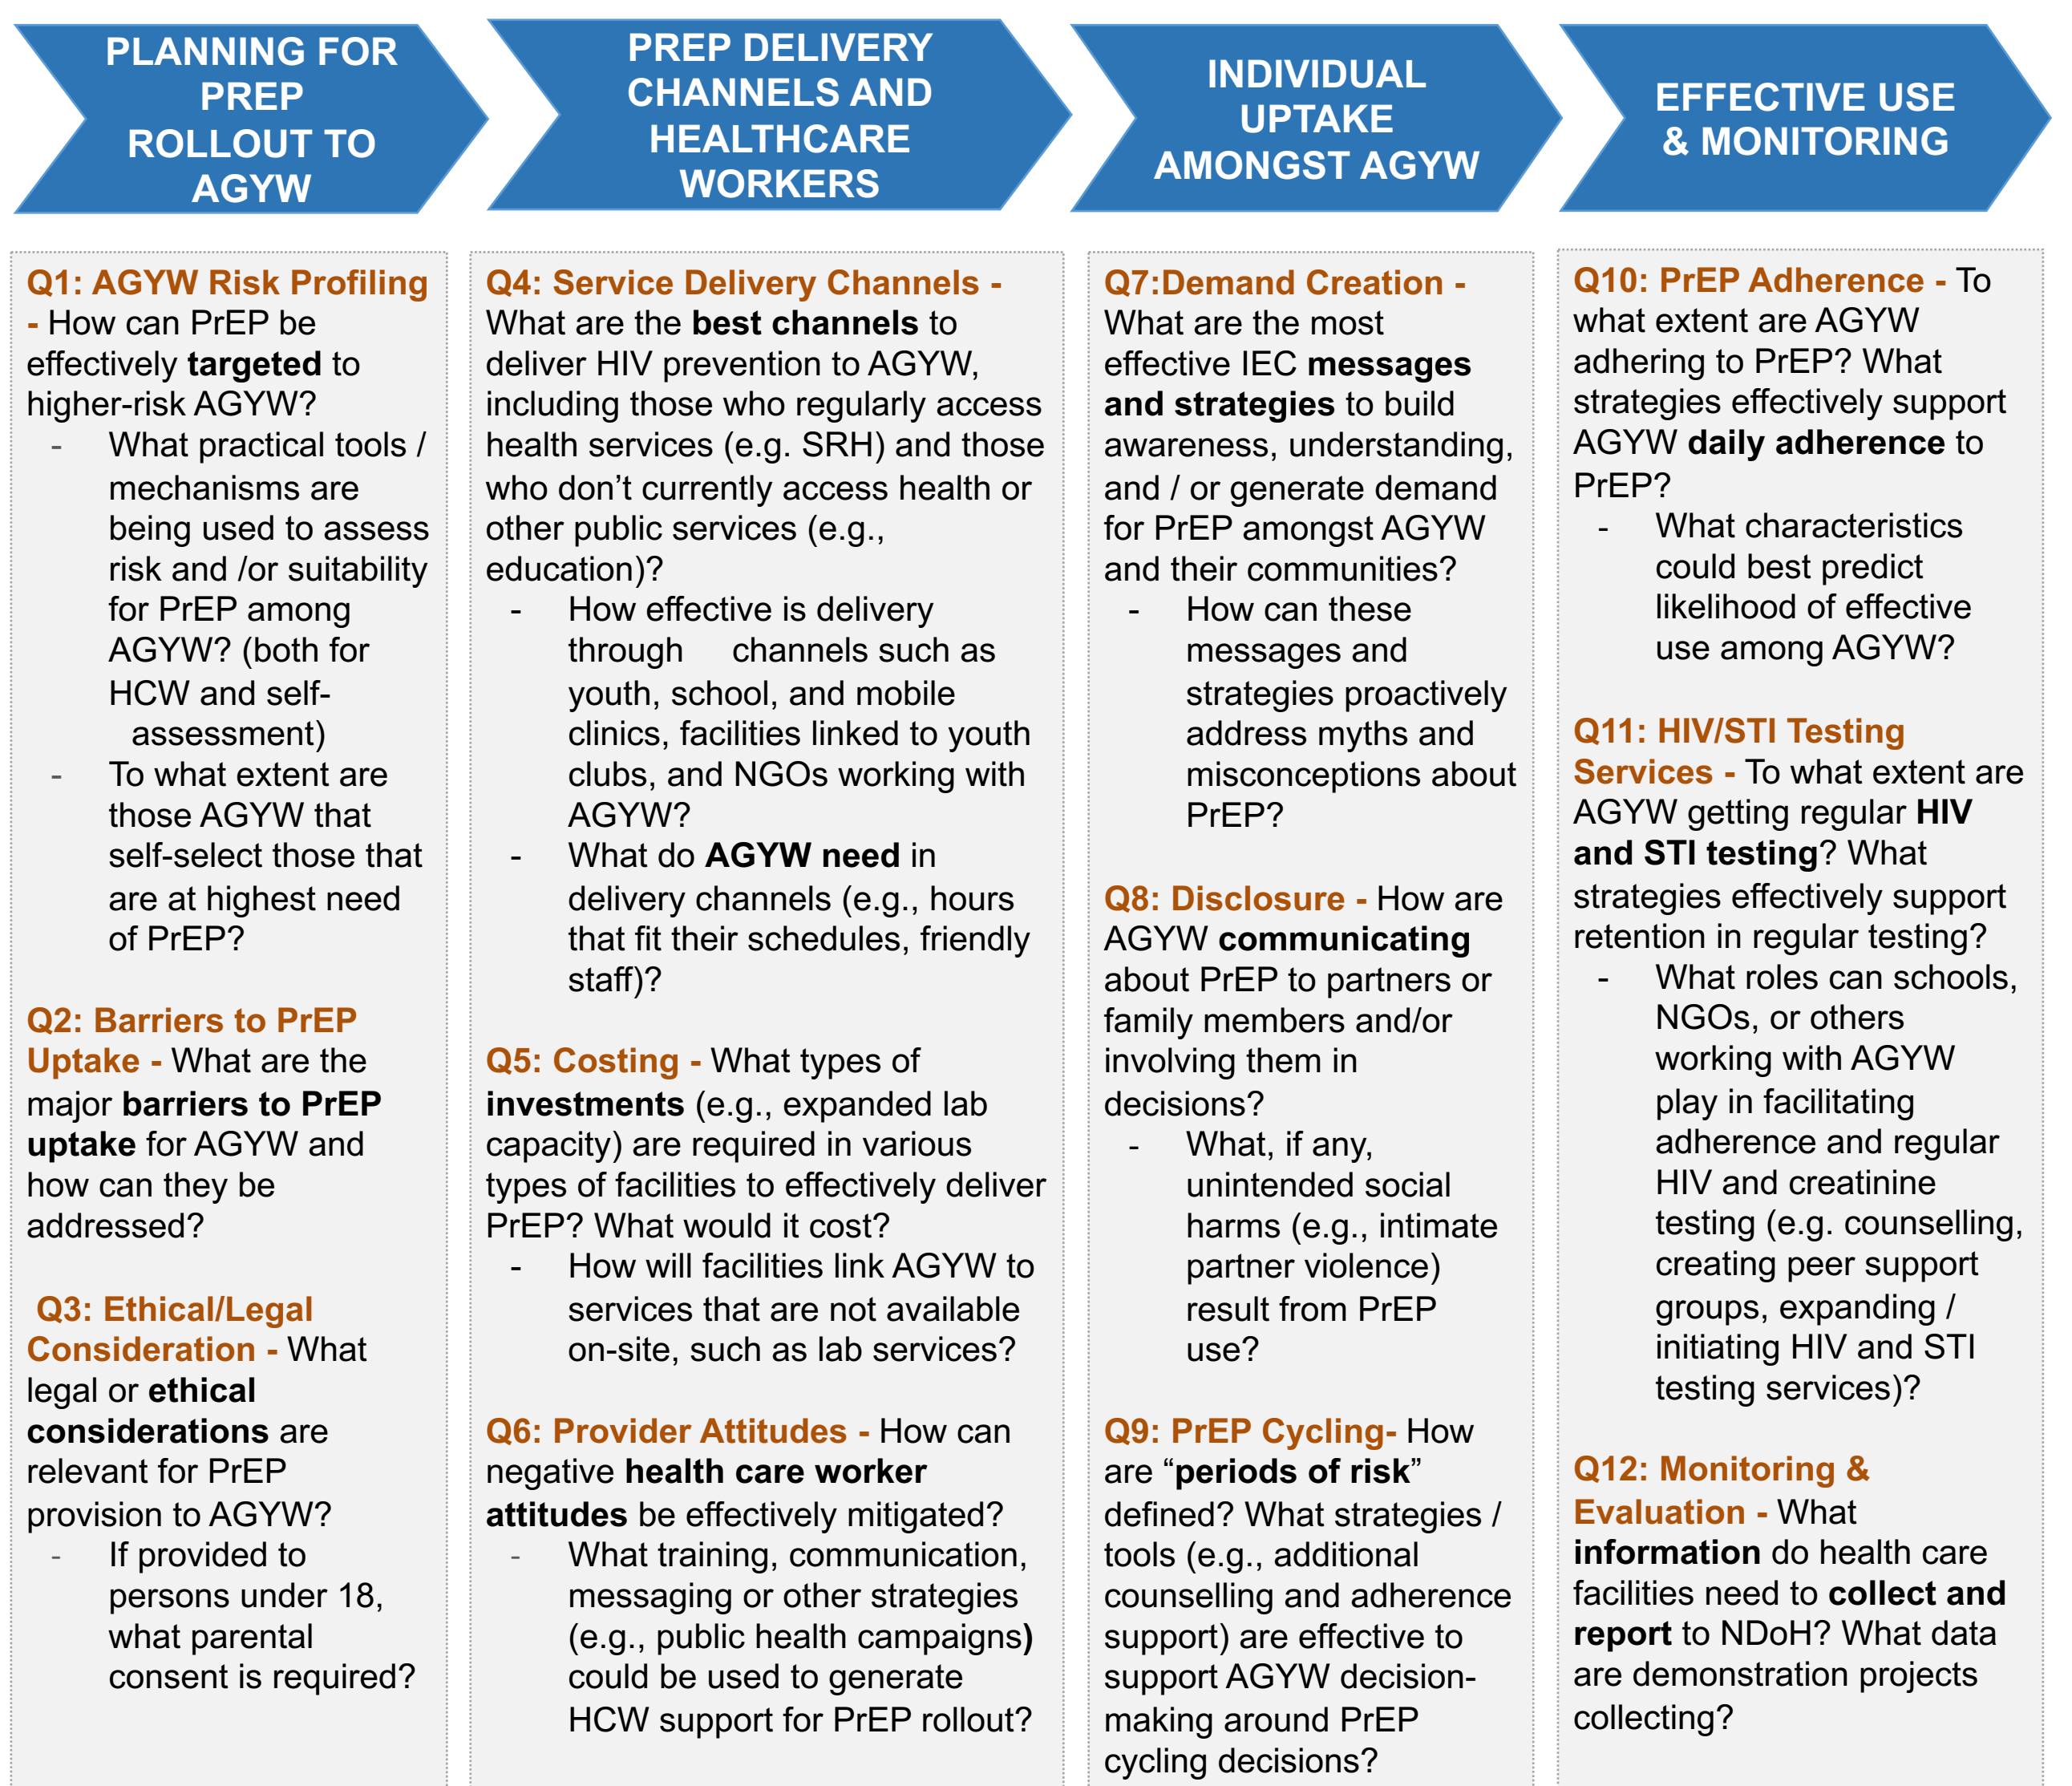 PLANNING FOR
PREP
ROLLOUT TO
AGYW
PREP DELIVERY
CHANNELS AND
HEALTHCARE
WORKERS
INDIVIDUAL
UPTAKE
AMONGST AGYW
EFFECTIVE USE
& MONITORING
Q1: AGYW Risk Profiling
- How can PrEP be
effectively targeted to
higher-risk AGYW?
- What practical tools /
mechanisms are
being used to assess
risk and /or suitability
for PrEP among
AGYW? (both for
HCW and self-
assessment)
- To what extent are
those AGYW that
self-select those that
are at highest need
of PrEP?
Q2: Barriers to PrEP
Uptake - What are the
major barriers to PrEP
uptake for AGYW and
how can they be
addressed?
Q3: Ethical/Legal
Consideration - What
legal or ethical
considerations are
relevant for PrEP
provision to AGYW?
- If provided to
persons under 18,
what parental
consent is required?
Q4: Service Delivery Channels -
What are the best channels to
deliver HIV prevention to AGYW,
including those who regularly access
health services (e.g. SRH) and those
who don’t currently access health or
other public services (e.g.,
education)?
- How effective is delivery
through channels such as
youth, school, and mobile
clinics, facilities linked to youth
clubs, and NGOs working with
AGYW?
- What do AGYW need in
delivery channels (e.g., hours
that fit their schedules, friendly
staff)?
Q5: Costing - What types of
investments (e.g., expanded lab
capacity) are required in various
types of facilities to effectively deliver
PrEP? What would it cost?
- How will facilities link AGYW to
services that are not available
on-site, such as lab services?
Q6: Provider Attitudes - How can
negative health care worker
attitudes be effectively mitigated?
- What training, communication,
messaging or other strategies
(e.g., public health campaigns)
could be used to generate
HCW support for PrEP rollout?
Q7:Demand Creation -
What are the most
effective IEC messages
and strategies to build
awareness, understanding,
and / or generate demand
for PrEP amongst AGYW
and their communities?
- How can these
messages and
strategies proactively
address myths and
misconceptions about
PrEP?
Q8: Disclosure - How are
AGYW communicating
about PrEP to partners or
family members and/or
involving them in
decisions?
- What, if any,
unintended social
harms (e.g., intimate
partner violence)
result from PrEP
use?
Q9: PrEP Cycling- How
are “periods of risk”
defined? What strategies /
tools (e.g., additional
counselling and adherence
support) are effective to
support AGYW decision-
making around PrEP
cycling decisions?
Q10: PrEP Adherence - To
what extent are AGYW
adhering to PrEP? What
strategies effectively support
AGYW daily adherence to
PrEP?
- What characteristics
could best predict
likelihood of effective
use among AGYW?
Q11: HIV/STI Testing
Services - To what extent are
AGYW getting regular HIV
and STI testing? What
strategies effectively support
retention in regular testing?
- What roles can schools,
NGOs, or others
working with AGYW
play in facilitating
adherence and regular
HIV and creatinine
testing (e.g. counselling,
creating peer support
groups, expanding /
initiating HIV and STI
testing services)?
Q12: Monitoring &
Evaluation - What
information do health care
facilities need to collect and
report to NDoH? What data
are demonstration projects
collecting?